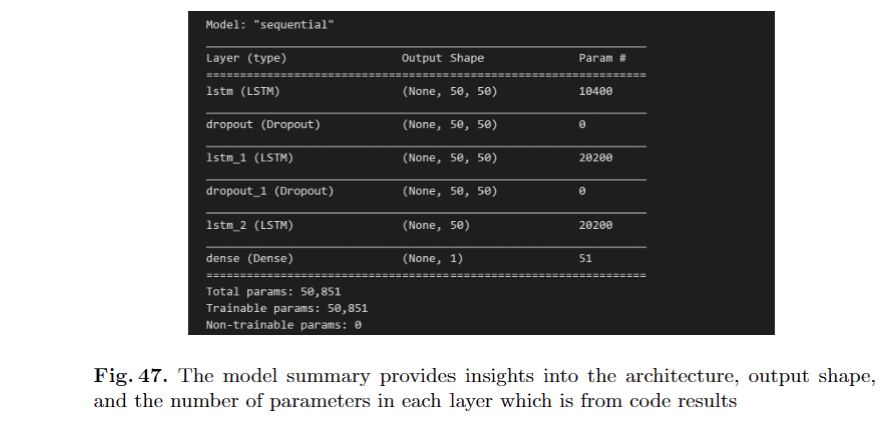 Model: "sequential"
Layer (type) Output Shape Param #
lstm (LSTM) (None, 50, 50) 10400
dropout (Dropout) (None, 50, 50) 0
lstm_1 (LSTM) (None, 50, 50) 20200
dropout_1 (Dropout) (None, 50, 50) 0
lstm_2 (LSTM) (None, 50) 20200
dense (Dense) (None, 1) 51
Total params: 50,851
Trainable params: 50,851
Non-trainable params: 0
Fig. 47. The model summary provides insights into the architecture, output shape,
and the number of parameters in each layer which is from code results